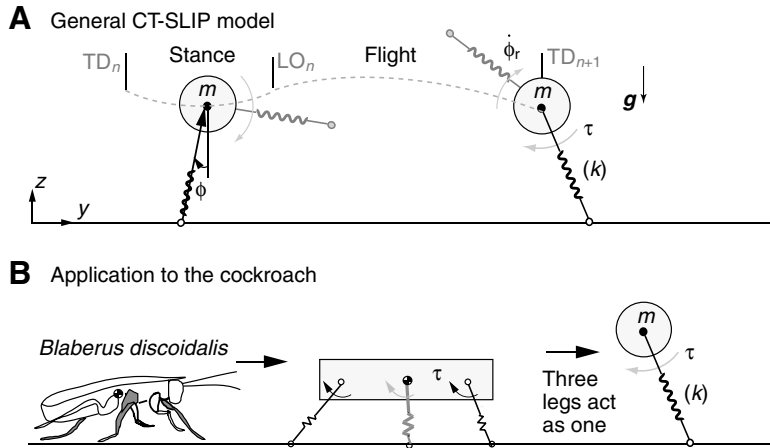 A General CT-SLIP model
Stance
Flight
TDn
LOn
ϕ̇r
TDn+1
m
m
g
τ
(k)
ϕ
z
y
B Application to the cockroach
Blaberus discoidalis
τ
m
τ
(k)
Three
legs act
as one